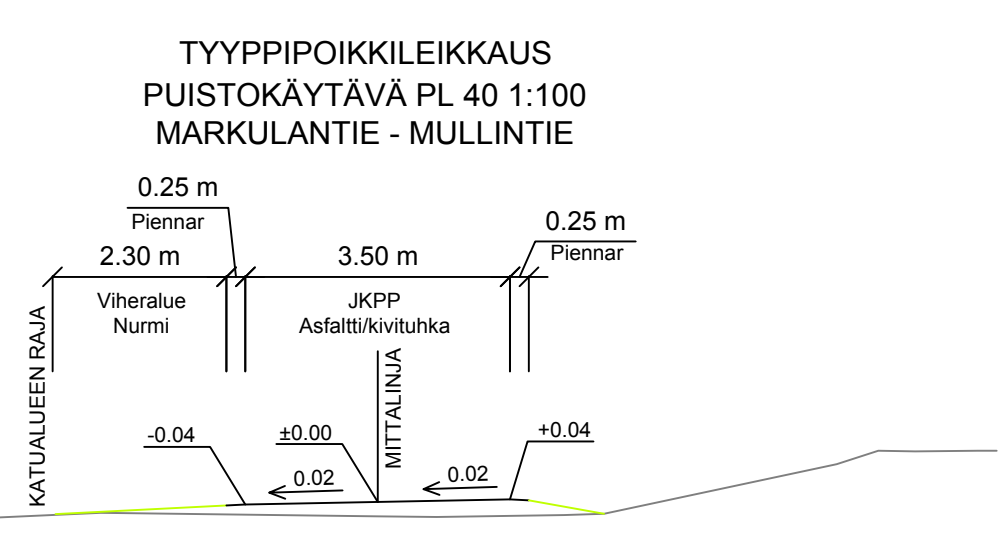 TYYPPIPOIKKILEIKKAUS
PUISTOKÄYTÄVÄ PL 40 1:100
MARKULANTIE - MULLINTIE
0.25 m
Piennar
0.25 m
Piennar
2.30 m
3.50 m
Viheralue
Nurmi
JKPP
Asfaltti/kivituhka
KATUALUEEN RAJA
MITTALINJA
-0.04
±0.00
+0.04
0.02
0.02